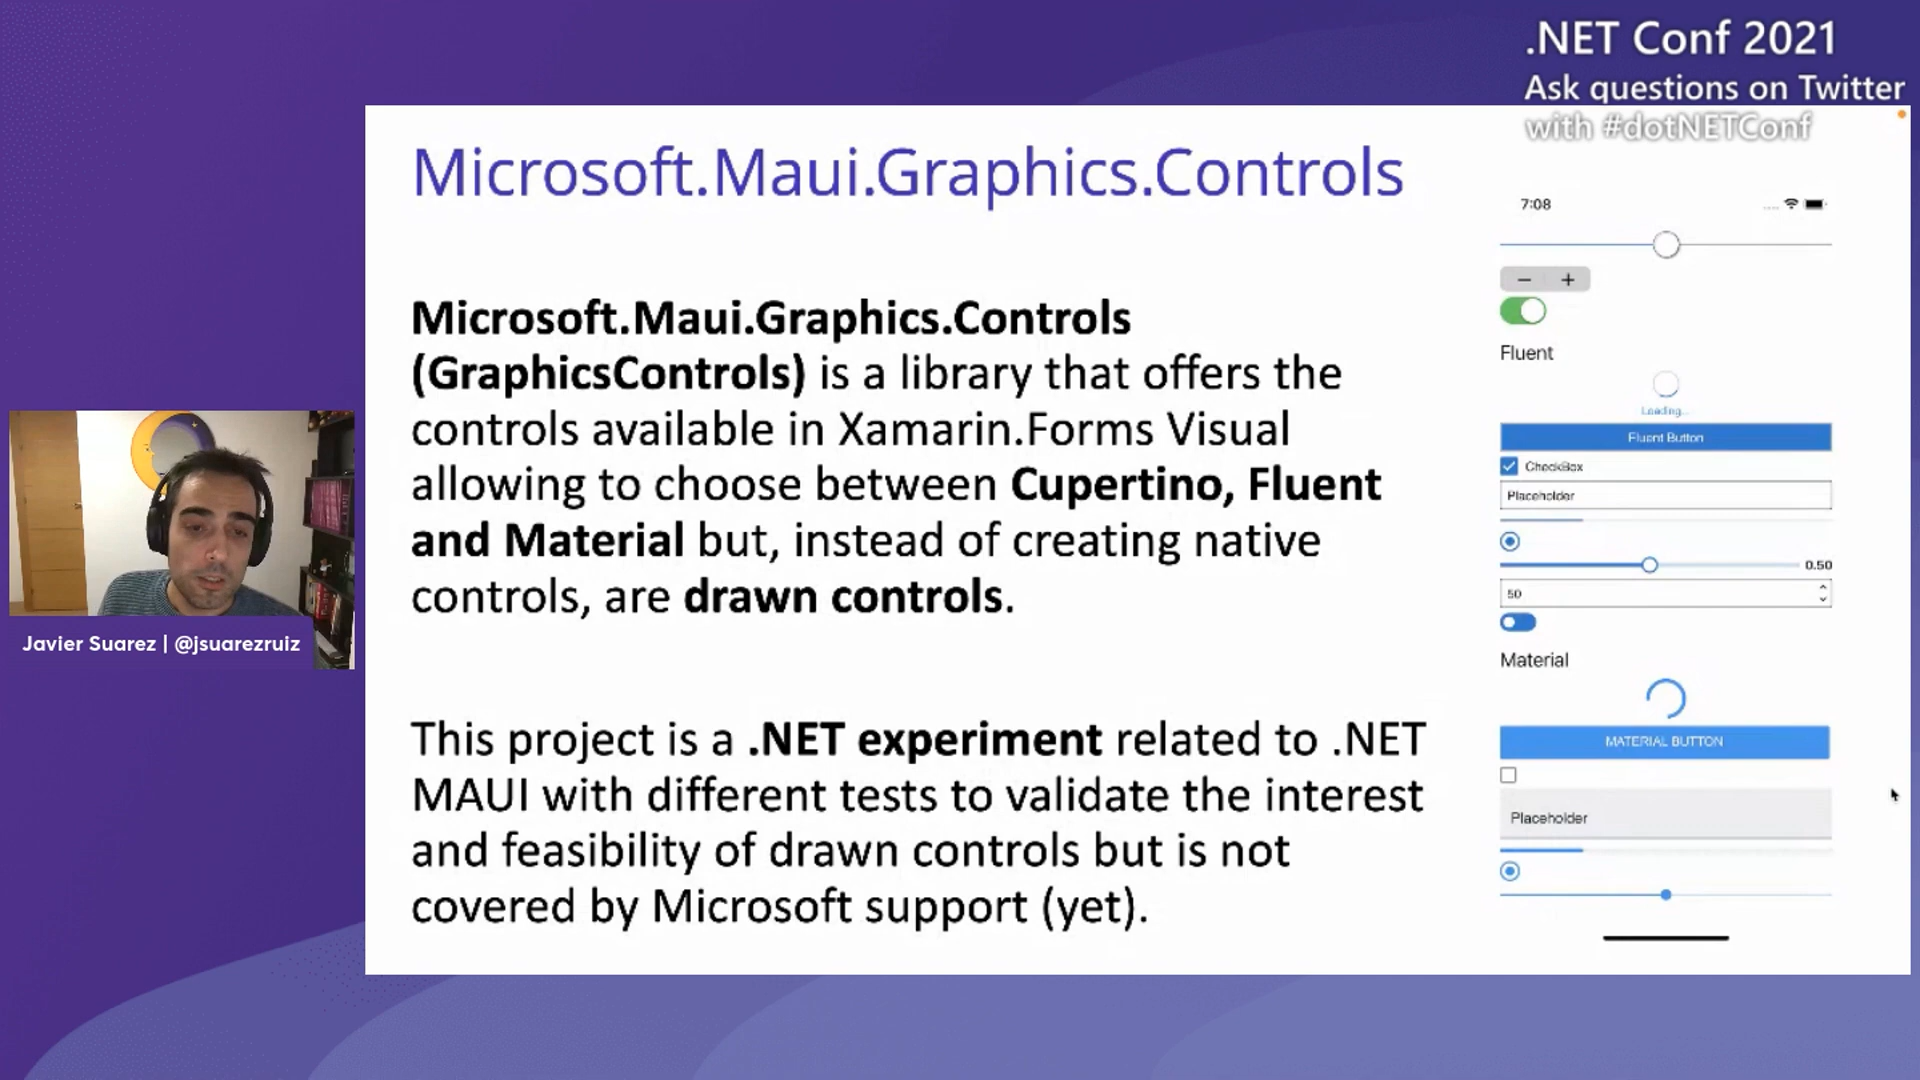 .NET Conf 2021
Ask questions on Twitter
with #dotNETConf
Microsoft.Maui.Graphics.Controls
Microsoft.Maui.Graphics.Controls
(GraphicsControls) is a library that offers the
controls available in Xamarin.Forms Visual
allowing to choose between Cupertino, Fluent
and Material but, instead of creating native
controls, are drawn controls.
This project is a .NET experiment related to .NET
MAUI with different tests to validate the interest
and feasibility of drawn controls but is not
covered by Microsoft support (yet).
7:08
− +
Fluent
Loading...
Fluent Button
CheckBox
Placeholder
0.50
50
Material
MATERIAL BUTTON
Placeholder
Javier Suarez | @jsuarezruiz